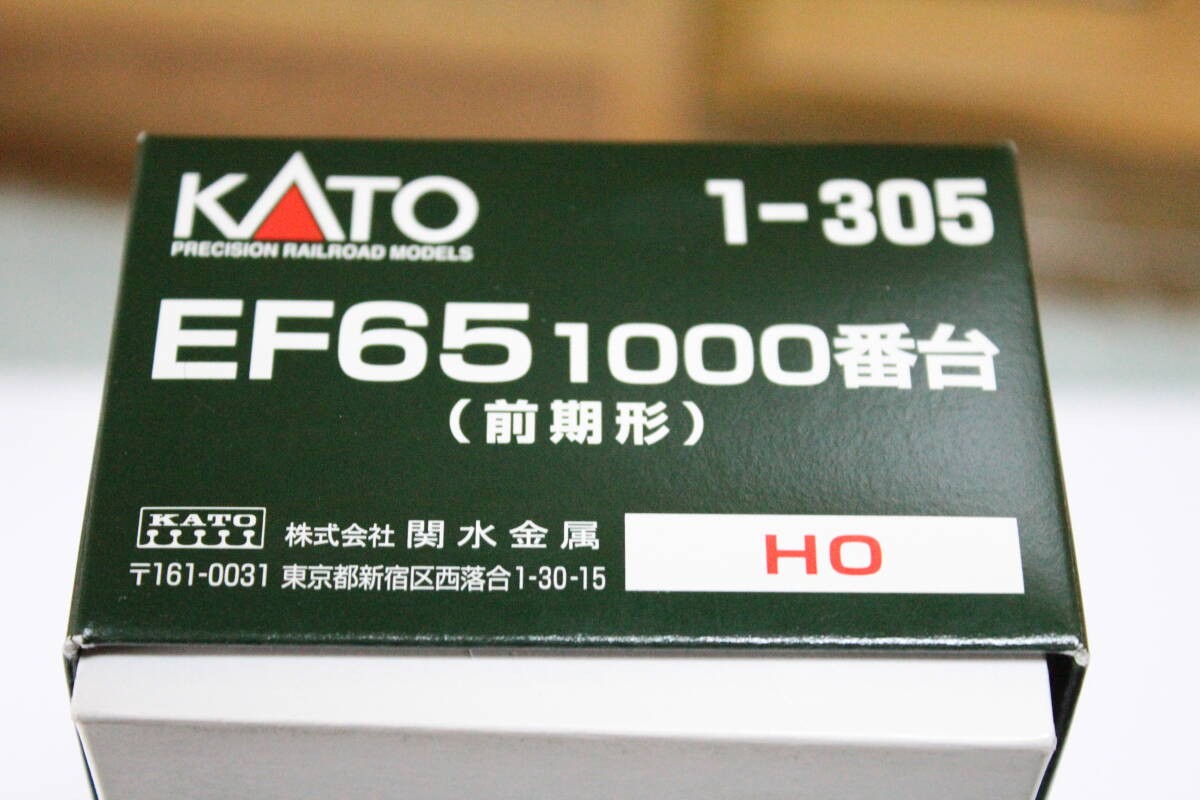 KATO 1-305
PRECISION RAILROAD MODELS
EF65 1000番台
（前期形）
KATO 株式会社 関水金属
〒161-0031 東京都新宿区西落合1-30-15
HO